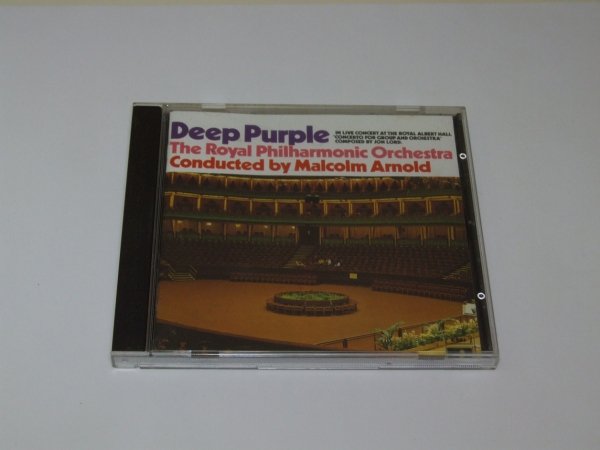 Deep Purple
IN LIVE CONCERT AT THE ROYAL ALBERT HALL
'CONCERTO FOR GROUP AND ORCHESTRA'
COMPOSED BY JON LORD.
The Royal Philharmonic Orchestra
Conducted by Malcolm Arnold